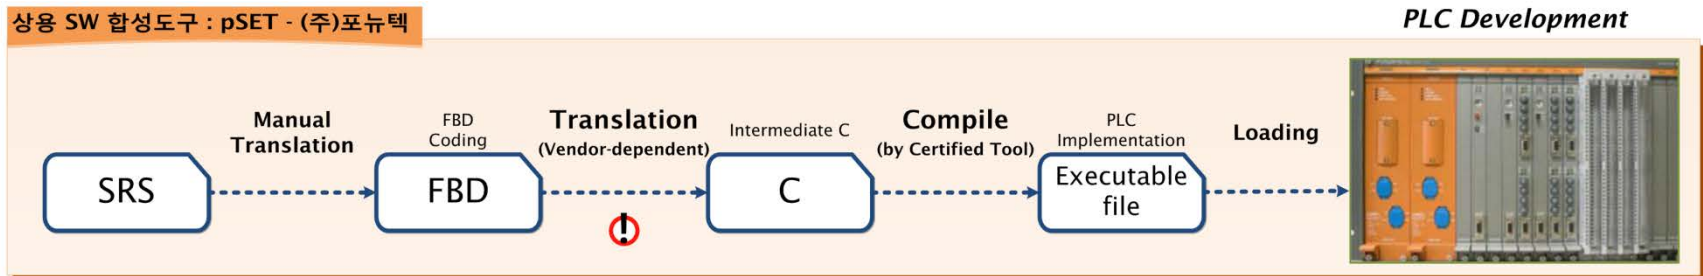 상용 SW 합성도구 : pSET - (주)포뉴텍
PLC Development
Manual
Translation
FBD
Coding
Translation
(Vendor-dependent)
Intermediate C
Compile
(by Certified Tool)
PLC
Implementation
Loading
SRS
FBD
C
Executable
file
!